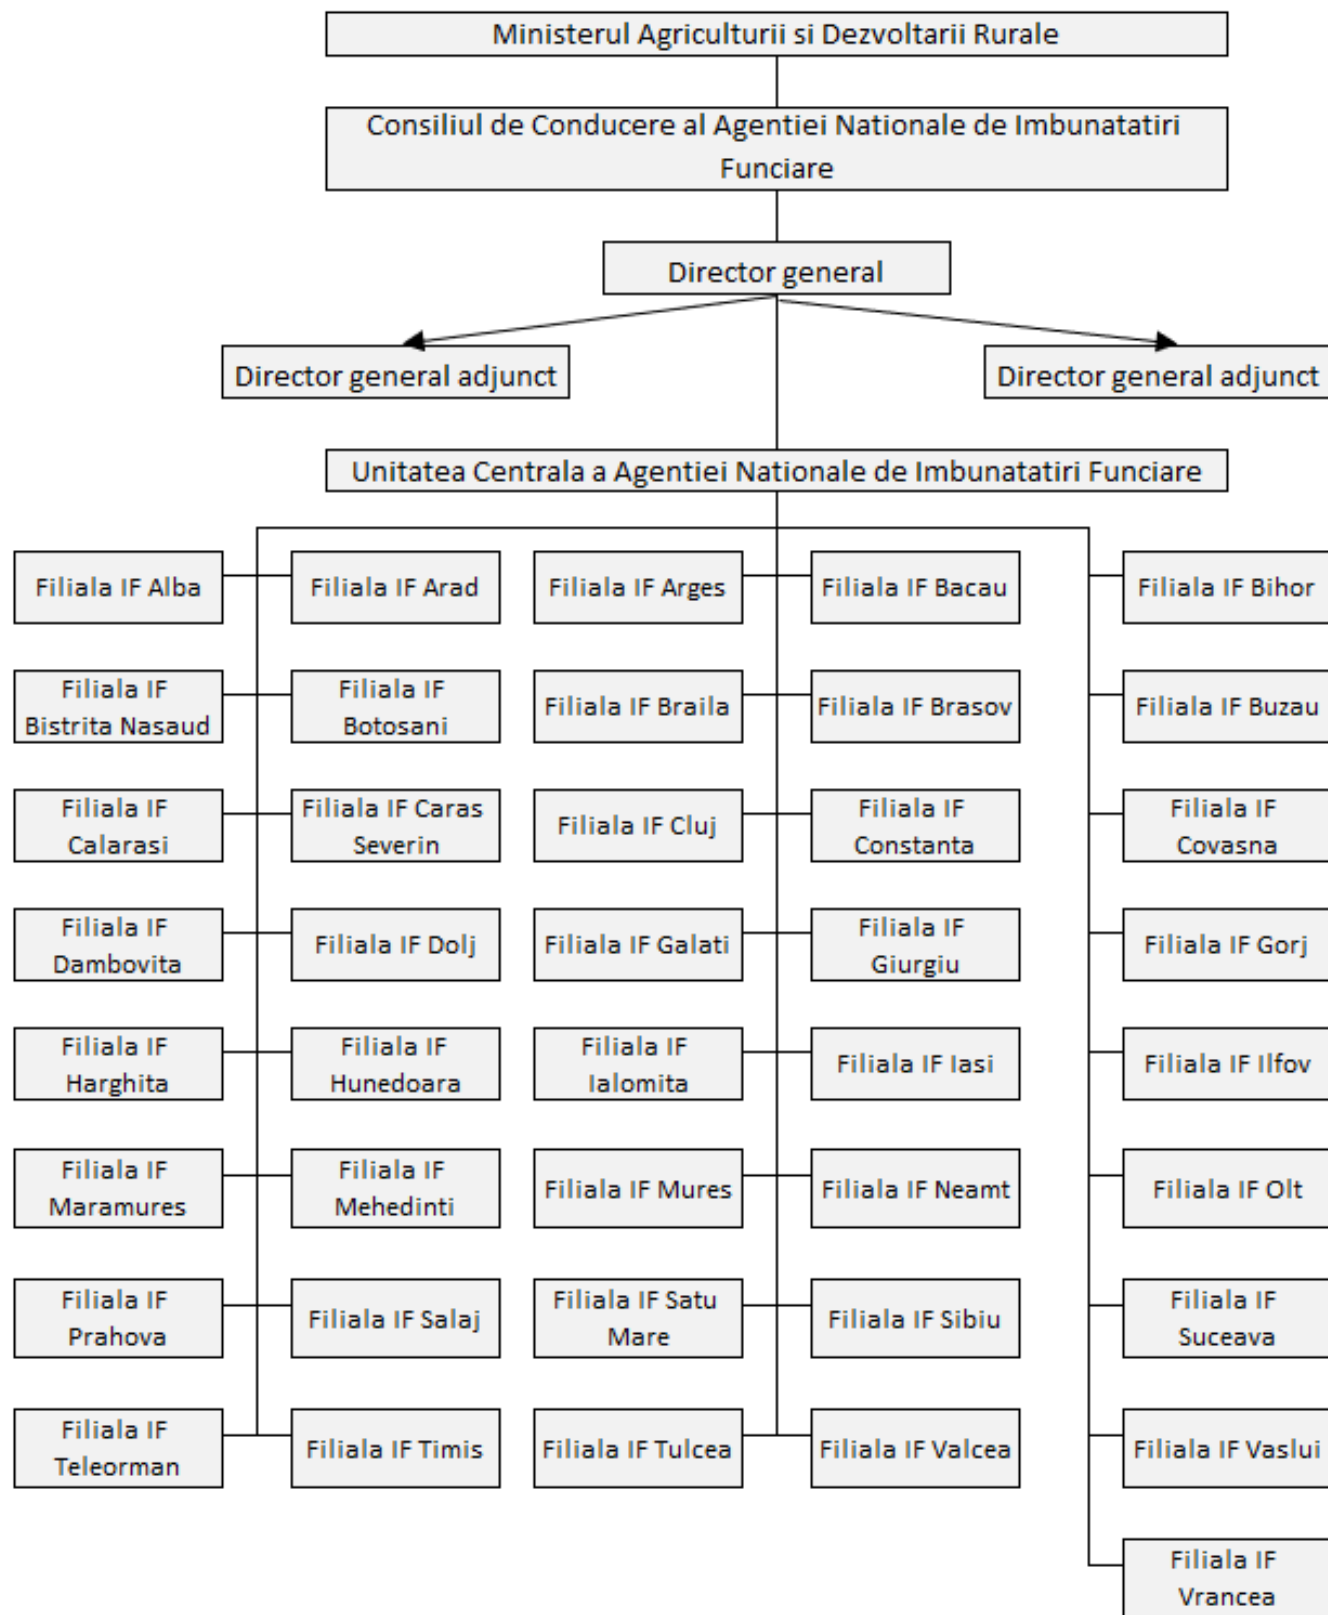 Ministerul Agriculturii si Dezvoltarii Rurale
Consiliul de Conducere al Agentiei Nationale de Imbunatatiri
Funciare
Director general
Director general adjunct
Director general adjunct
Unitatea Centrala a Agentiei Nationale de Imbunatatiri Funciare
Filiala IF Alba
Filiala IF Arad
Filiala IF Arges
Filiala IF Bacau
Filiala IF Bihor
Filiala IF
Bistrita Nasaud
Filiala IF
Botosani
Filiala IF Braila
Filiala IF Brasov
Filiala IF Buzau
Filiala IF
Calarasi
Filiala IF Caras
Severin
Filiala IF Cluj
Filiala IF
Constanta
Filiala IF
Covasna
Filiala IF
Dambovita
Filiala IF Dolj
Filiala IF Galati
Filiala IF
Giurgiu
Filiala IF Gorj
Filiala IF
Harghita
Filiala IF
Hunedoara
Filiala IF
Ialomita
Filiala IF Iasi
Filiala IF Ilfov
Filiala IF
Maramures
Filiala IF
Mehedinti
Filiala IF Mures
Filiala IF Neamt
Filiala IF Olt
Filiala IF
Prahova
Filiala IF Salaj
Filiala IF Satu
Mare
Filiala IF Sibiu
Filiala IF
Suceava
Filiala IF
Teleorman
Filiala IF Timis
Filiala IF Tulcea
Filiala IF Valcea
Filiala IF Vaslui
Filiala IF
Vrancea